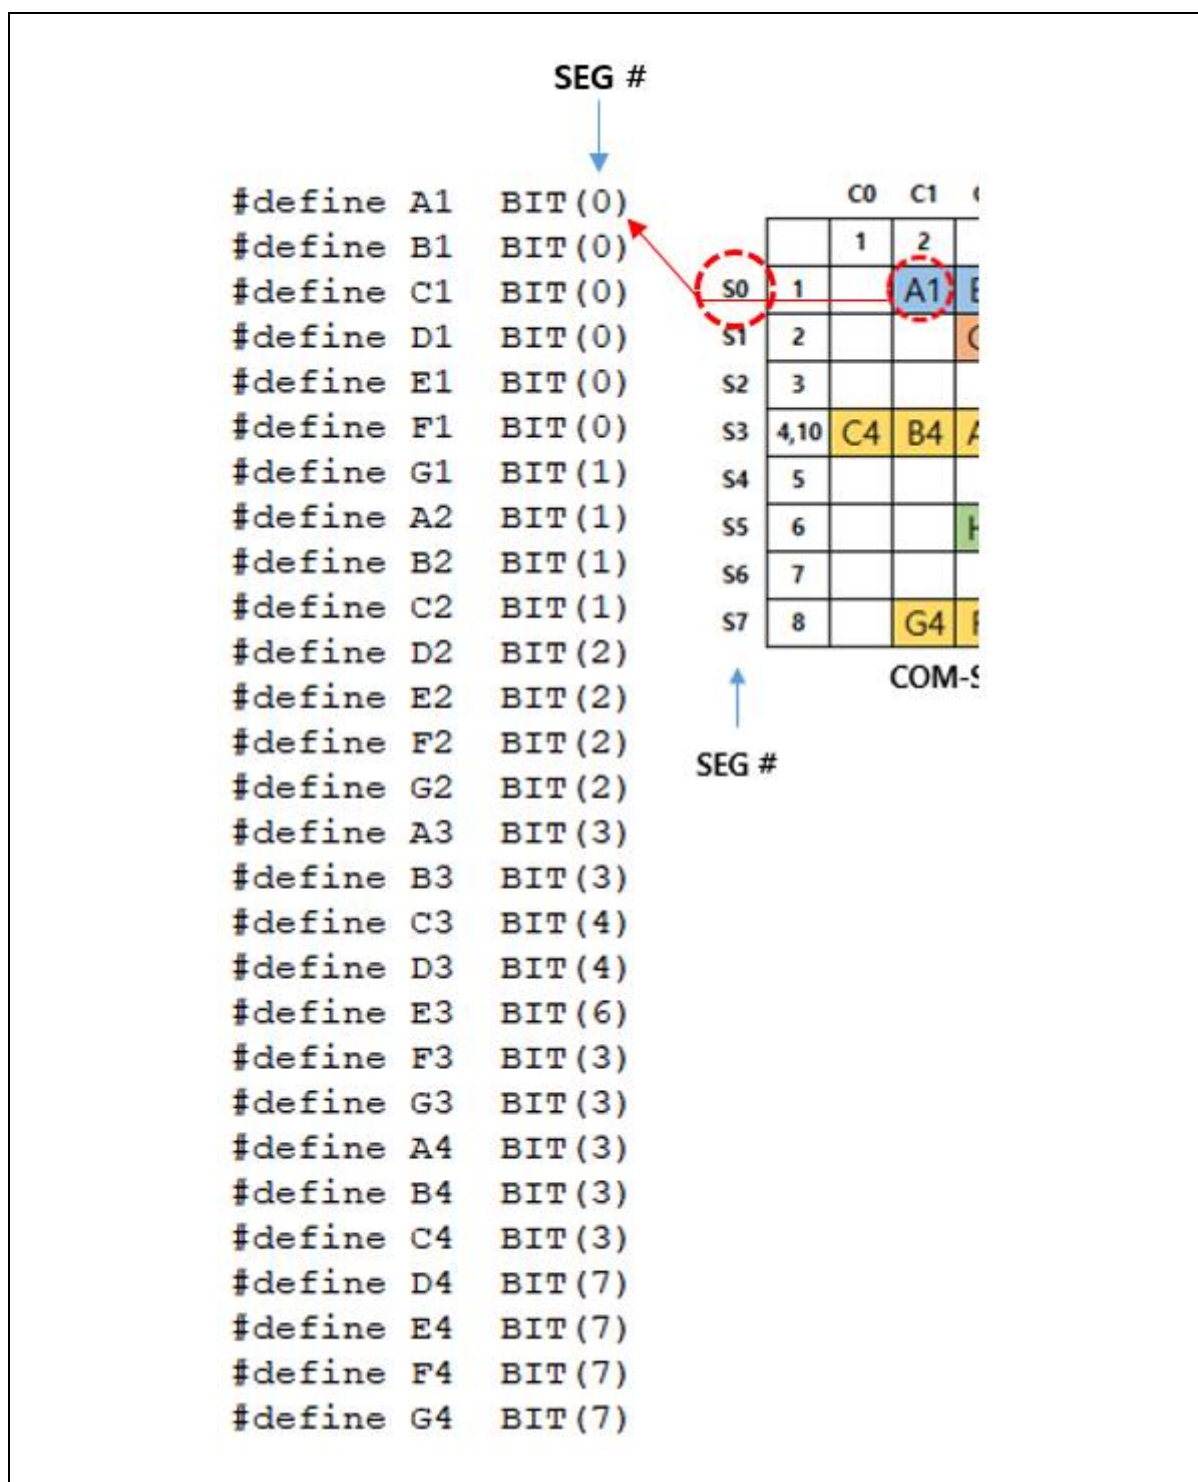 SEG #
#define A1 BIT(0)
#define B1 BIT(0)
#define C1 BIT(0)
#define D1 BIT(0)
#define E1 BIT(0)
#define F1 BIT(0)
#define G1 BIT(1)
#define A2 BIT(1)
#define B2 BIT(1)
#define C2 BIT(1)
#define D2 BIT(2)
#define E2 BIT(2)
#define F2 BIT(2)
#define G2 BIT(2)
#define A3 BIT(3)
#define B3 BIT(3)
#define C3 BIT(4)
#define D3 BIT(4)
#define E3 BIT(6)
#define F3 BIT(3)
#define G3 BIT(3)
#define A4 BIT(3)
#define B4 BIT(3)
#define C4 BIT(3)
#define D4 BIT(7)
#define E4 BIT(7)
#define F4 BIT(7)
#define G4 BIT(7)
C0 C1
1 2
S0 1 A1
S1 2
S2 3
S3 4,10 C4 B4
S4 5
S5 6
S6 7
S7 8 G4
SEG #